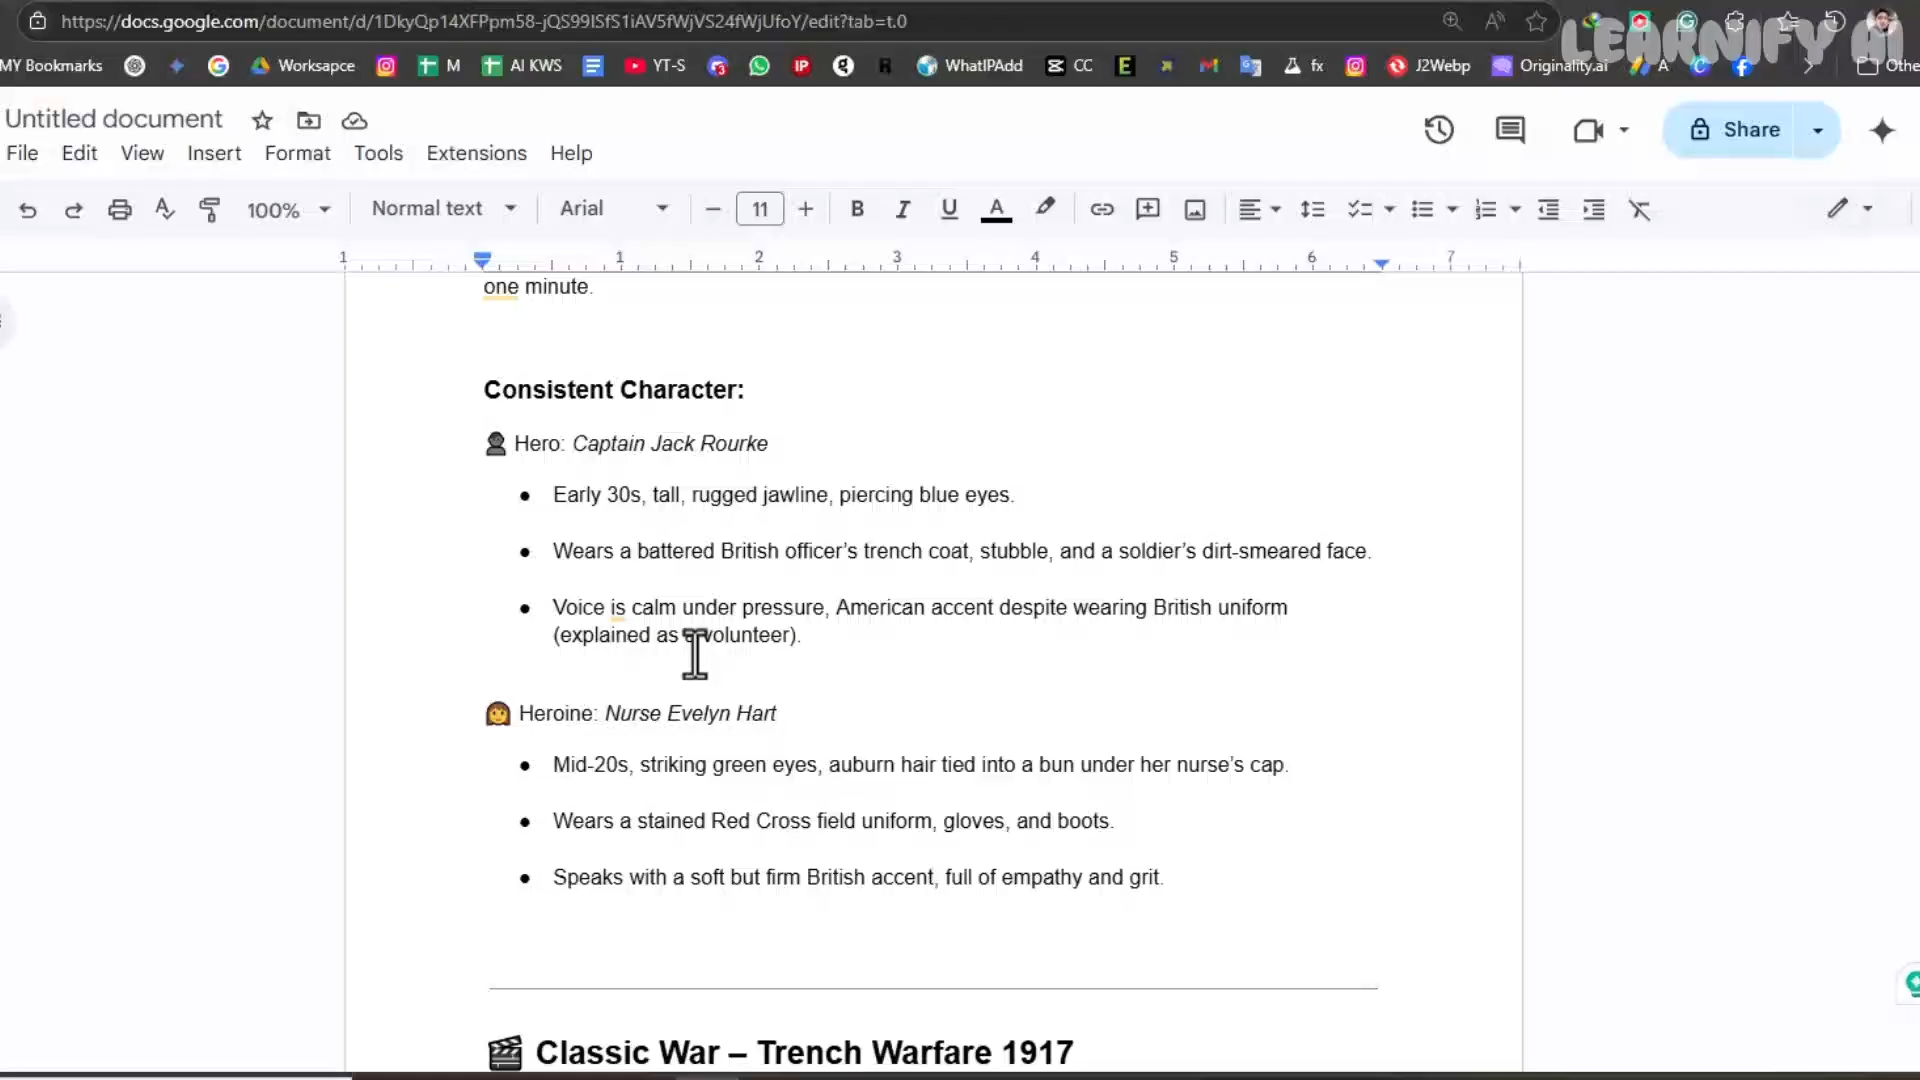 https://docs.google.com/document/d/1DkyQp14XFPpm58-jQS99ISfS1iAV5fWjVS24fWjUfoY/edit?tab=t.0
LEARNIFY AI
MY Bookmarks
Worksapce
M
AI KWS
YT-S
WhatIPAdd
CC
fx
J2Webp
Originality.ai
A
Othe
Untitled document
Share
File Edit View Insert Format Tools Extensions Help
100% Normal text Arial 11 B I U A
1 1 2 3 4 5 6 7
one minute.
Consistent Character:
Hero: Captain Jack Rourke
● Early 30s, tall, rugged jawline, piercing blue eyes.
● Wears a battered British officer’s trench coat, stubble, and a soldier’s dirt-smeared face.
● Voice is calm under pressure, American accent despite wearing British uniform
(explained as a volunteer).
Heroine: Nurse Evelyn Hart
● Mid-20s, striking green eyes, auburn hair tied into a bun under her nurse’s cap.
● Wears a stained Red Cross field uniform, gloves, and boots.
● Speaks with a soft but firm British accent, full of empathy and grit.
Classic War – Trench Warfare 1917